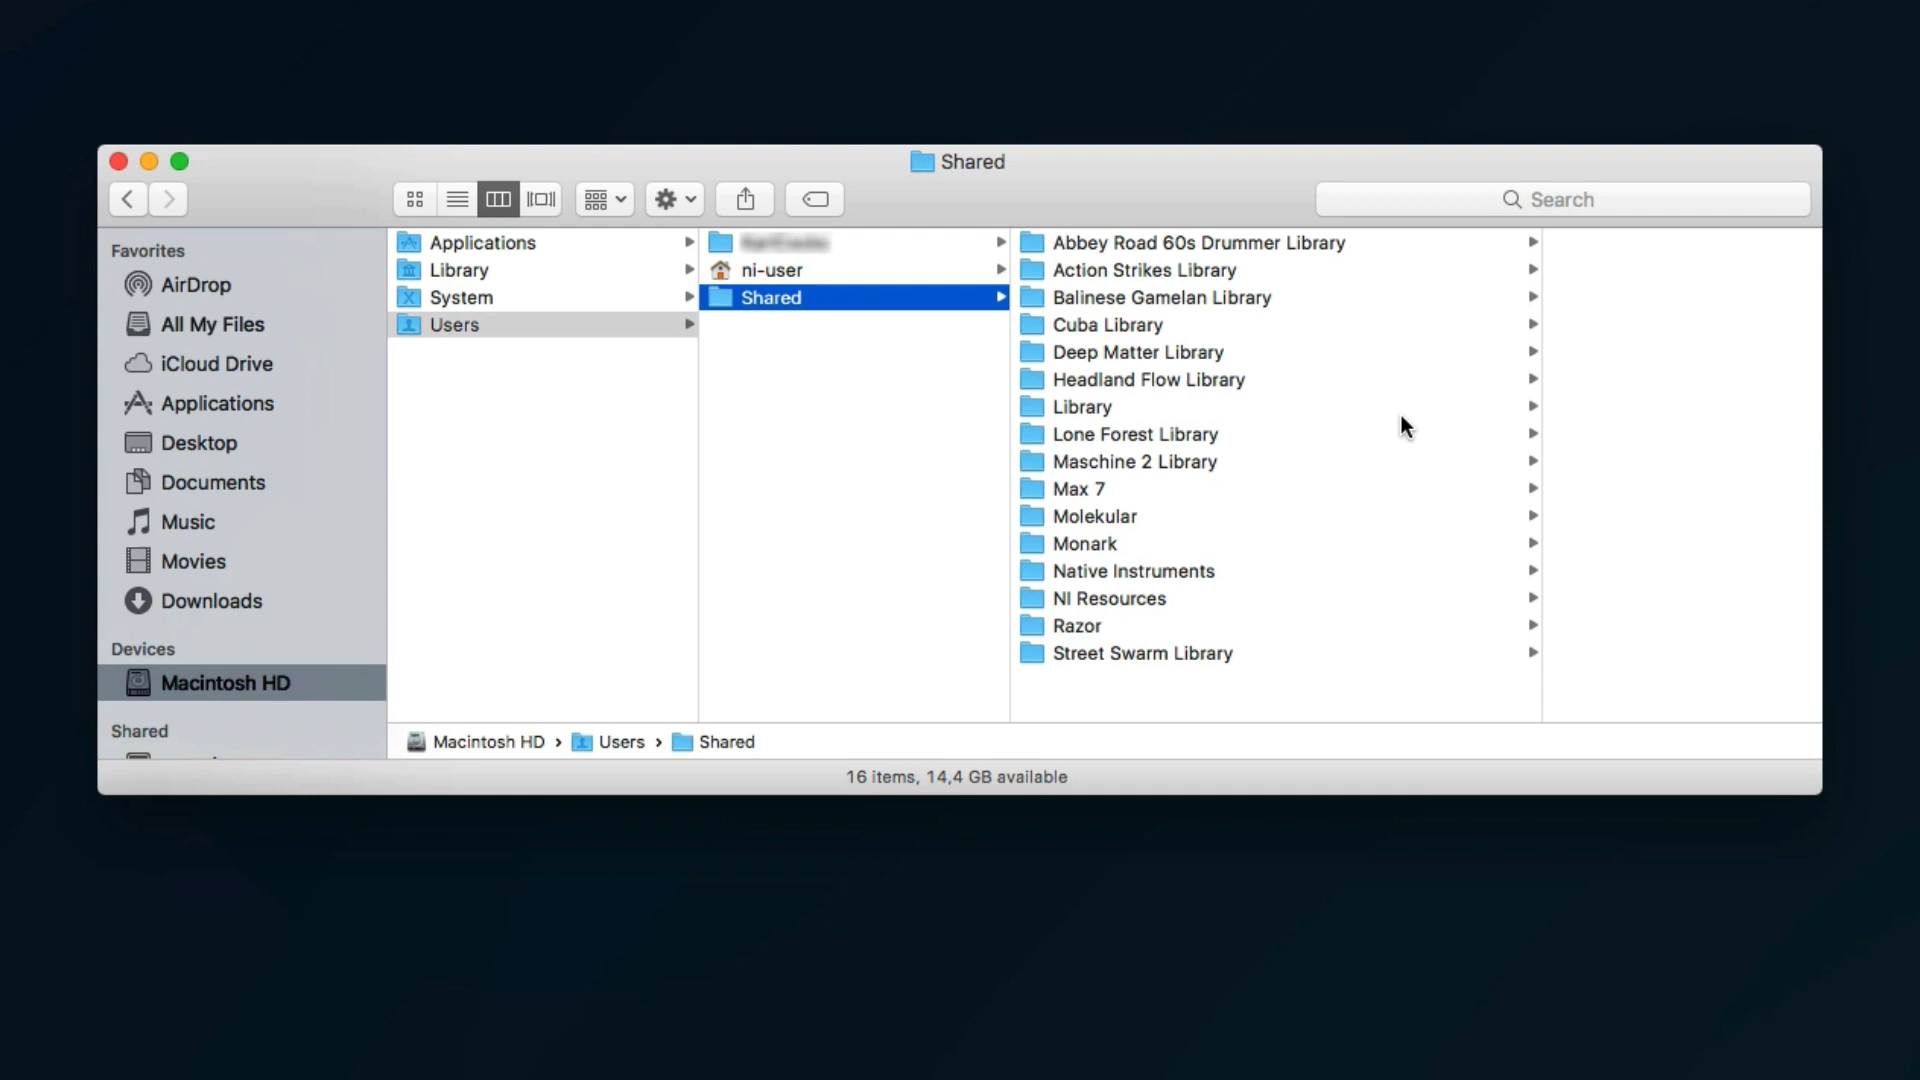 Shared
Search
Favorites
AirDrop
All My Files
iCloud Drive
Applications
Desktop
Documents
Music
Movies
Downloads
Devices
Macintosh HD
Shared
Applications
Library
System
Users
ni-user
Shared
Abbey Road 60s Drummer Library
Action Strikes Library
Balinese Gamelan Library
Cuba Library
Deep Matter Library
Headland Flow Library
Library
Lone Forest Library
Maschine 2 Library
Max 7
Molekular
Monark
Native Instruments
NI Resources
Razor
Street Swarm Library
Macintosh HD › Users › Shared
16 items, 14,4 GB available